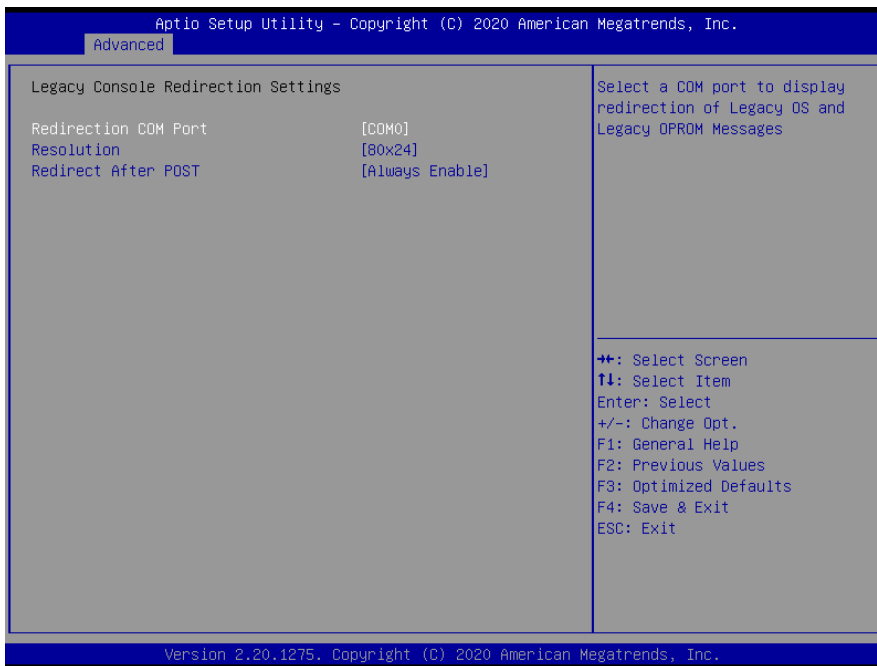 Aptio Setup Utility – Copyright (C) 2020 American Megatrends, Inc.
Advanced
Legacy Console Redirection Settings
Redirection COM Port [COM0]
Resolution [80x24]
Redirect After POST [Always Enable]
Select a COM port to display
redirection of Legacy OS and
Legacy OPROM Messages
→←: Select Screen
↑↓: Select Item
Enter: Select
+/-: Change Opt.
F1: General Help
F2: Previous Values
F3: Optimized Defaults
F4: Save & Exit
ESC: Exit
Version 2.20.1275. Copyright (C) 2020 American Megatrends, Inc.